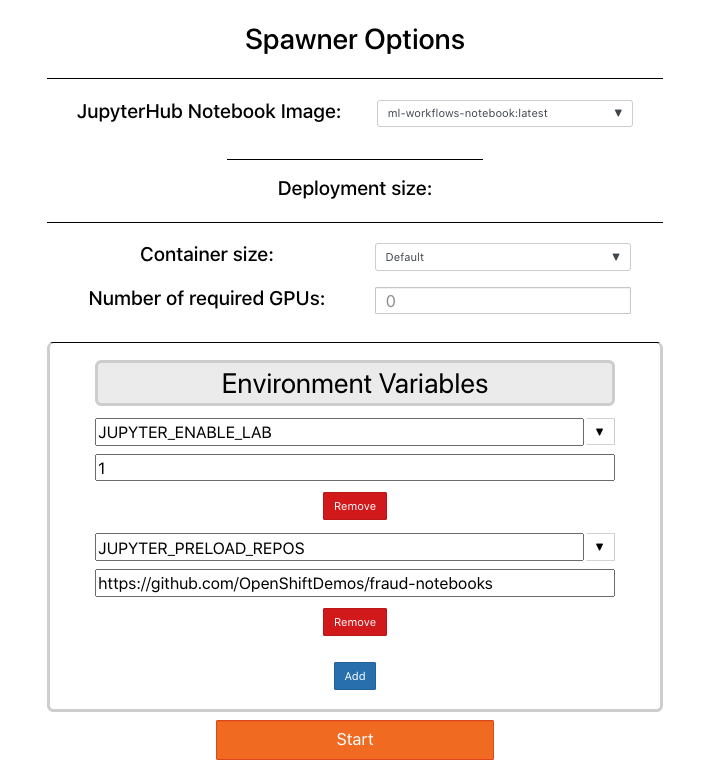 Spawner Options
JupyterHub Notebook Image: ml-workflows-notebook:latest ▼
Deployment size:
Container size: Default ▼
Number of required GPUs: 0
Environment Variables
JUPYTER_ENABLE_LAB ▼
1
Remove
JUPYTER_PRELOAD_REPOS ▼
https://github.com/OpenShiftDemos/fraud-notebooks
Remove
Add
Start